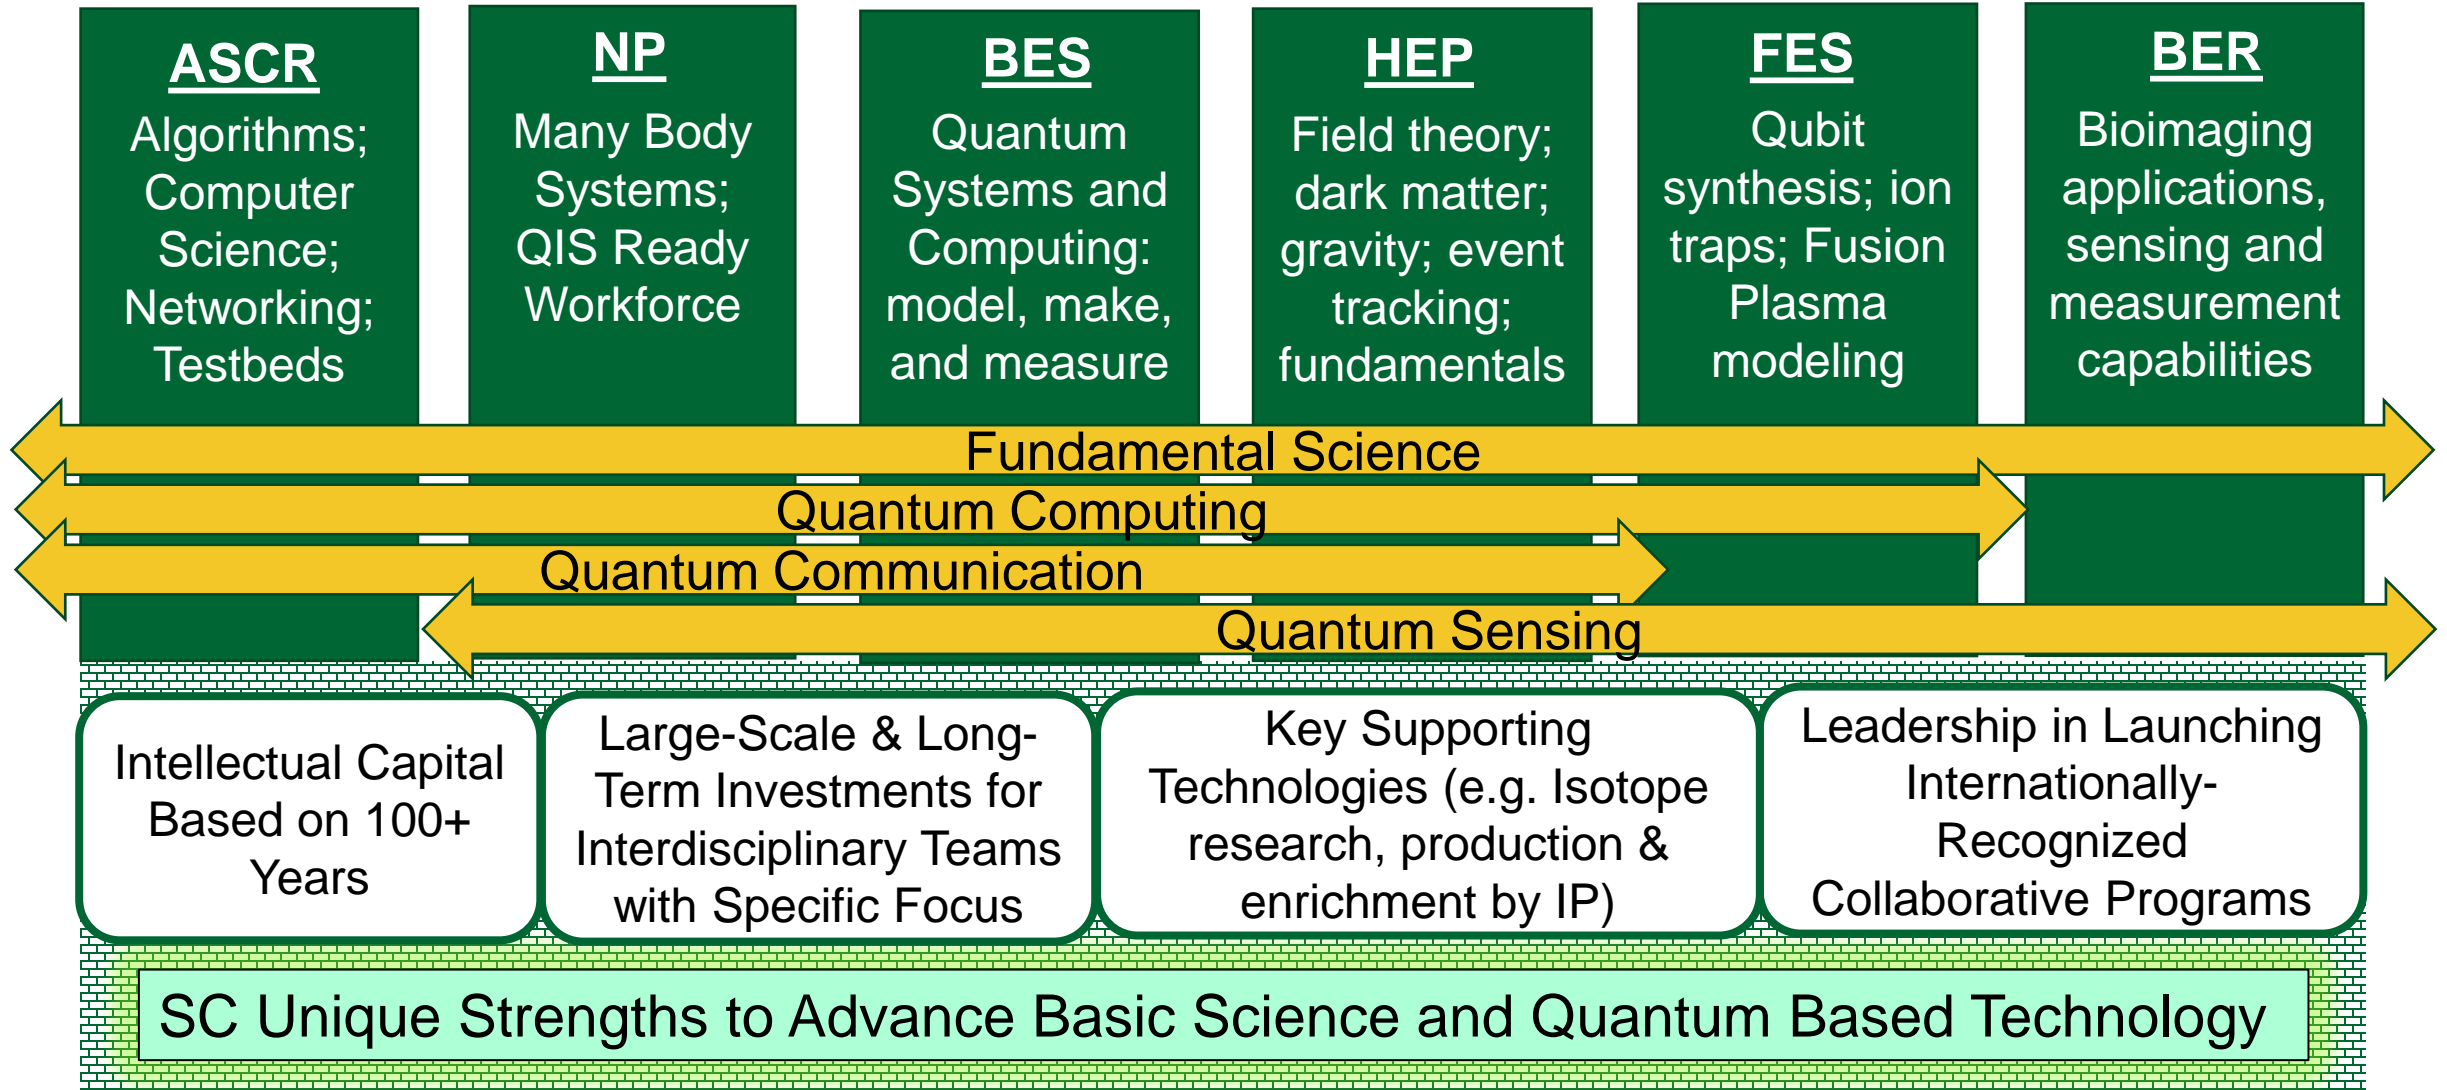 ASCR
Algorithms;
Computer
Science;
Networking;
Testbeds
NP
Many Body
Systems;
QIS Ready
Workforce
BES
Quantum
Systems and
Computing:
model, make,
and measure
HEP
Field theory;
dark matter;
gravity; event
tracking;
fundamentals
FES
Qubit
synthesis; ion
traps; Fusion
Plasma
modeling
BER
Bioimaging
applications,
sensing and
measurement
capabilities
Fundamental Science
Quantum Computing
Quantum Communication
Quantum Sensing
Intellectual Capital
Based on 100+
Years
Large-Scale & Long-
Term Investments for
Interdisciplinary Teams
with Specific Focus
Key Supporting
Technologies (e.g. Isotope
research, production &
enrichment by IP)
Leadership in Launching
Internationally-
Recognized
Collaborative Programs
SC Unique Strengths to Advance Basic Science and Quantum Based Technology